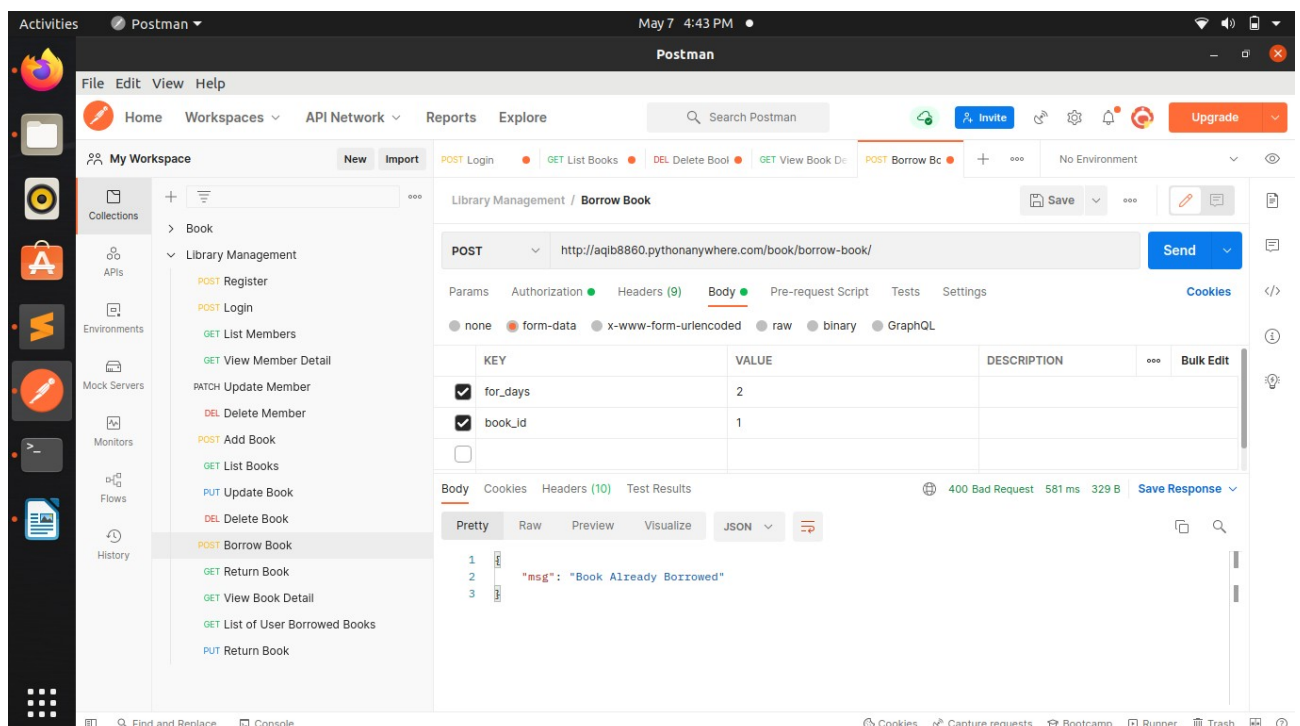 Activities Postman May 7 4:43 PM
Postman
File Edit View Help
Home Workspaces API Network Reports Explore Search Postman Invite Upgrade
My Workspace New Import POST Login GET List Books DEL Delete Bool GET View Book De POST Borrow Bc No Environment
Collections
APIs
Environments
Mock Servers
Monitors
Flows
History
Book
Library Management
POST Register
POST Login
GET List Members
GET View Member Detail
PATCH Update Member
DEL Delete Member
POST Add Book
GET List Books
PUT Update Book
DEL Delete Book
POST Borrow Book
GET Return Book
GET View Book Detail
GET List of User Borrowed Books
PUT Return Book
Library Management / Borrow Book Save
POST http://aqib8860.pythonanywhere.com/book/borrow-book/ Send
Params Authorization Headers (9) Body Pre-request Script Tests Settings Cookies
none form-data x-www-form-urlencoded raw binary GraphQL
KEY VALUE DESCRIPTION Bulk Edit
for_days 2
book_id 1
Body Cookies Headers (10) Test Results 400 Bad Request 581 ms 329 B Save Response
Pretty Raw Preview Visualize JSON
1 {
2 "msg": "Book Already Borrowed"
3 }
Find and Replace Console Cookies Capture requests Bootcamp Runner Trash